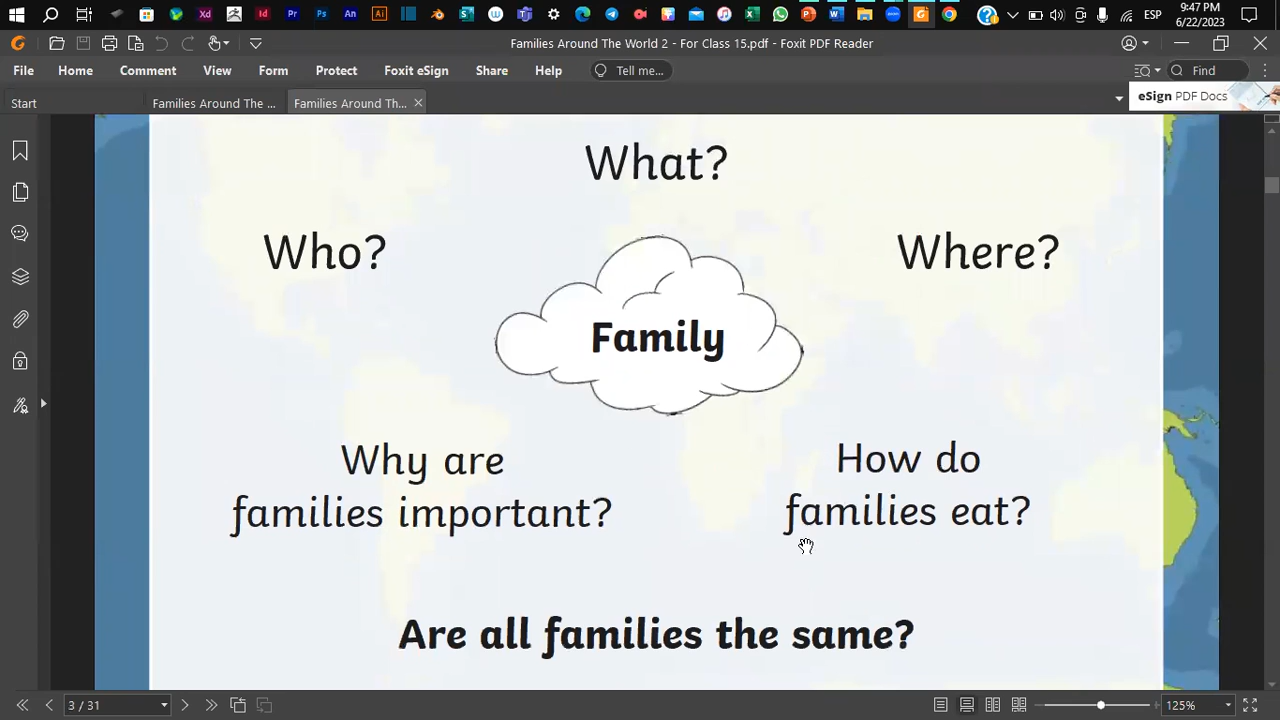 9:47 PM
ESP
6/22/2023
Families Around The World 2 - For Class 15.pdf - Foxit PDF Reader
File Home Comment View Form Protect Foxit eSign Share Help Tell me... Find
Start Families Around The ... Families Around Th... eSign PDF Docs
What?
Who?
Where?
Family
Why are
families important?
How do
families eat?
Are all families the same?
3 / 31
125%